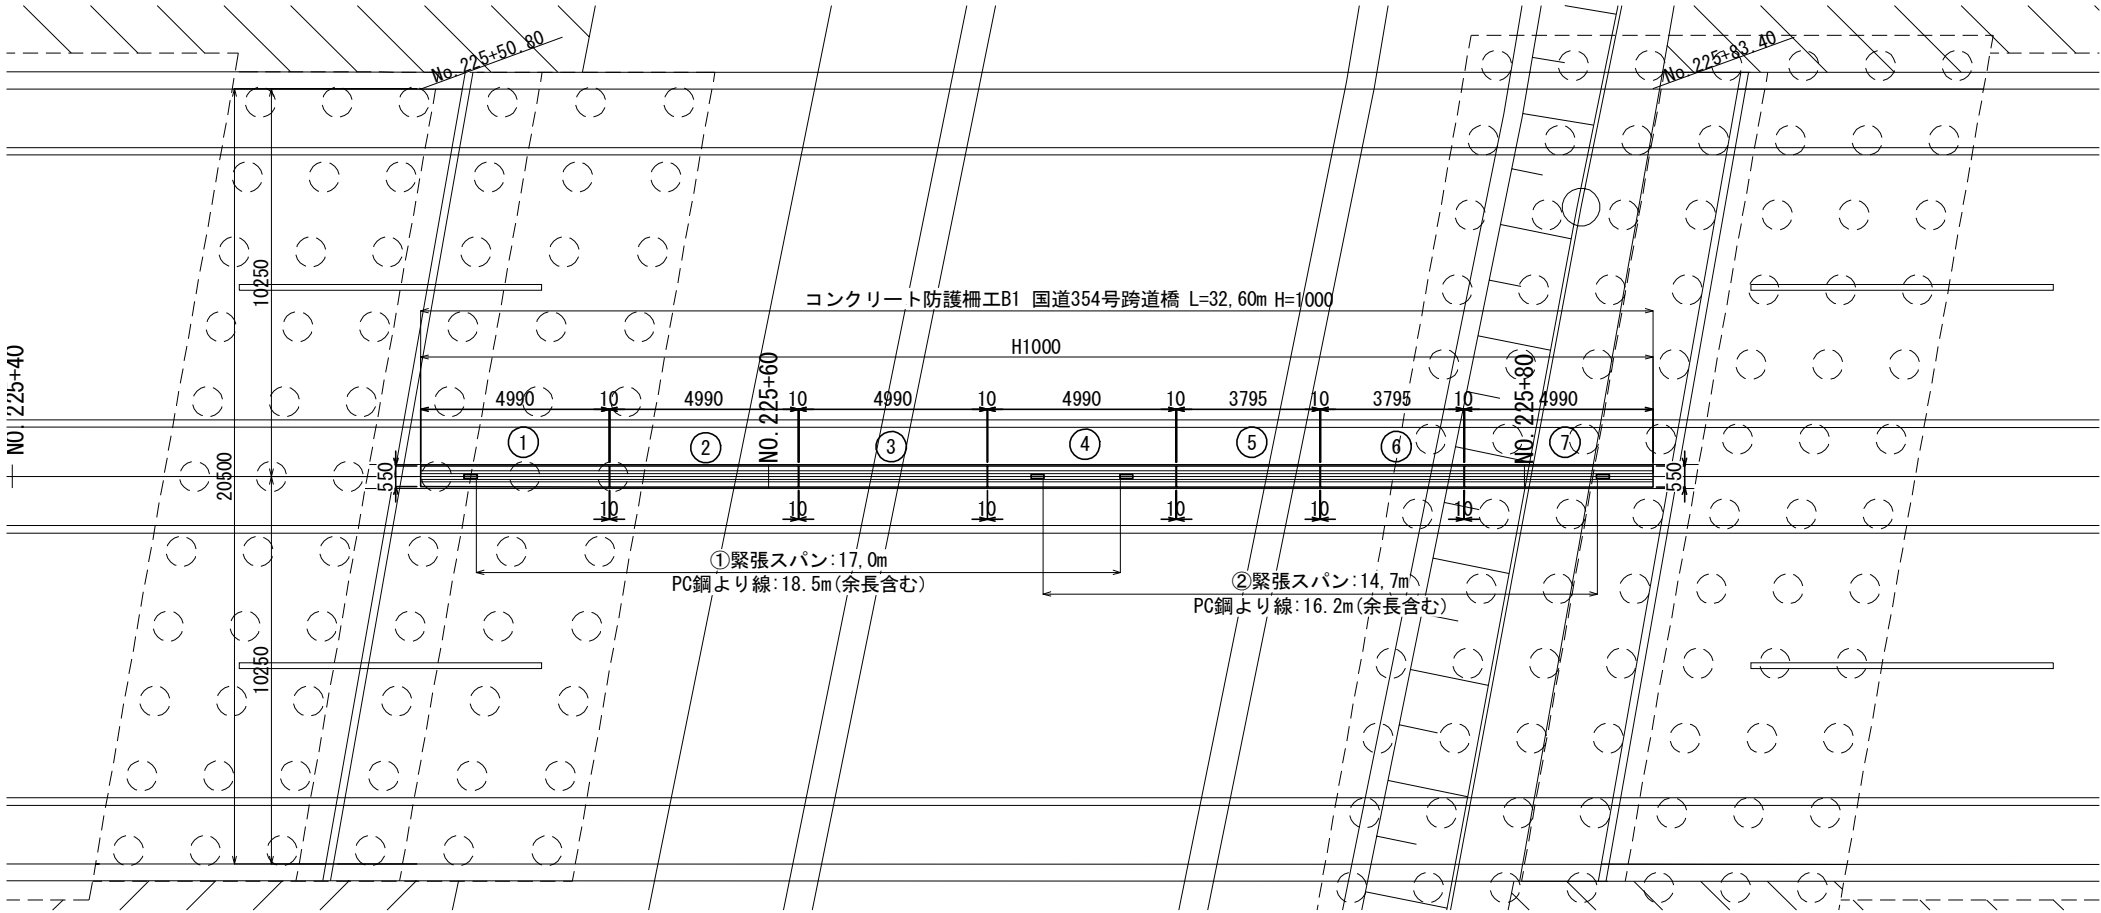 No.225+50.80
No.225+83.40
10250
コンクリート防護柵工B1 国道354号跨道橋 L=32,60m H=1000
H1000
NO.225+40
NO.225+60
NO.225+80
4990 10 4990 10 4990 10 4990 10 3795 10 3795 10 4990
① ② ③ ④ ⑤ ⑥ ⑦
20500
550
550
10 10 10 10 10 10
①緊張スパン:17,0m
PC鋼より線:18.5m(余長含む)
②緊張スパン:14,7m
PC鋼より線:16.2m(余長含む)
10250